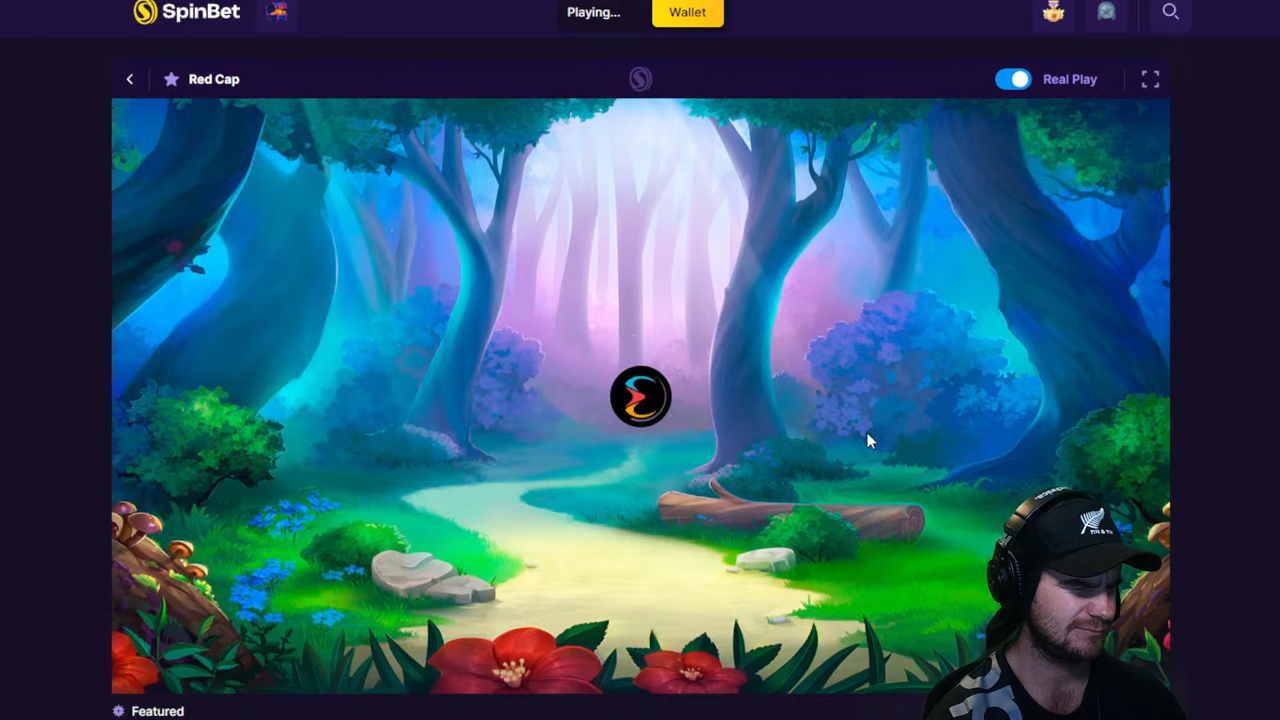 SpinBet
Playing...
Wallet
Red Cap
Real Play
Featured